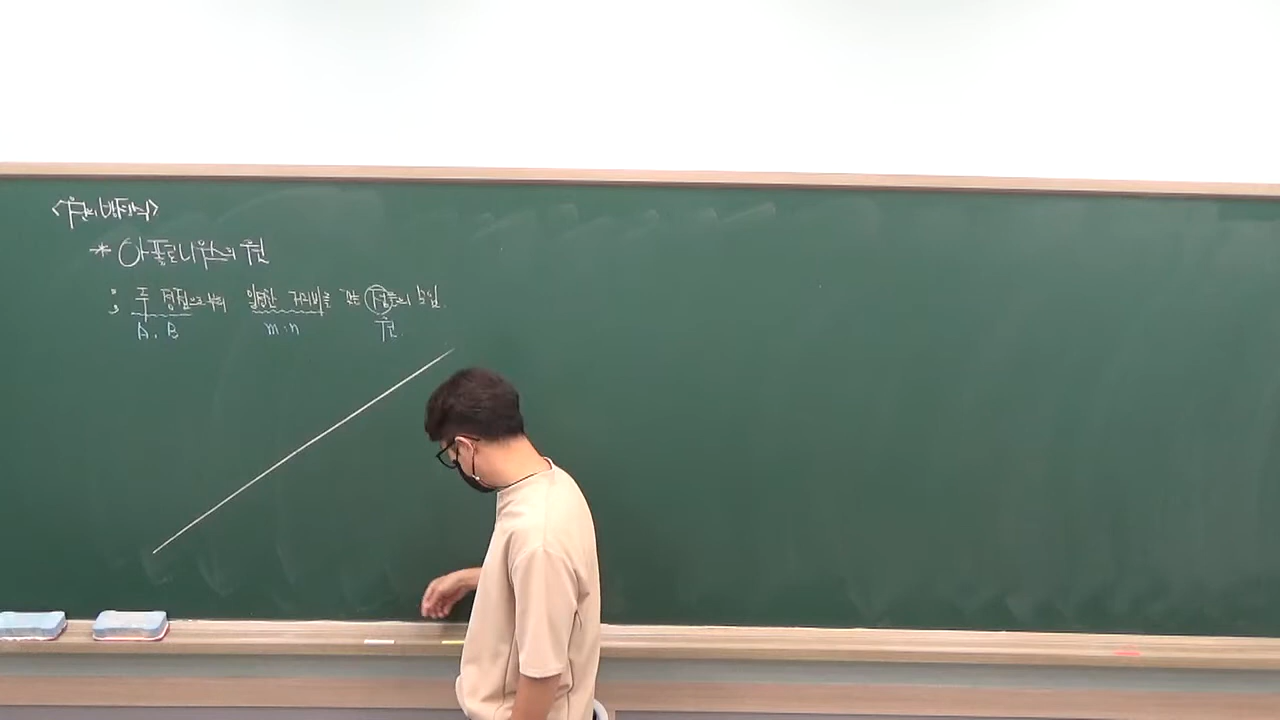 <원의 방정식>
* 아폴로니우스의 원
: 두 정점으로부터 일정한 거리비를 갖는 점들의 모임.
A, B m:n 원.